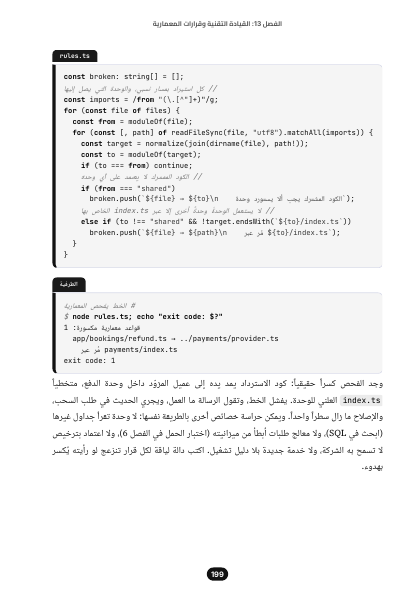 الفصل 13: القيادة التقنية وقرارات المعمارية
rules.ts
const broken: string[] = [];
// كل استيراد بمسار نسبي، والوحدة التي يصل إليها
const imports = /from "(\.[^"]+)"/g;
for (const file of files) {
const from = moduleOf(file);
for (const [, path] of readFileSync(file, "utf8").matchAll(imports)) {
const target = normalize(join(dirname(file), path!));
const to = moduleOf(target);
if (to === from) continue;
// الكود المشترك لا يعتمد على أي وحدة
if (from === "shared")
broken.push(`${file} → ${to}\n الكود المشترك يجب ألا يستورد وحدة`);
// لا يستعمل الوحدة وحدةٌ أخرى إلا عبر index.ts الخاص بها
else if (to !== "shared" && !target.endsWith(`${to}/index.ts`))
broken.push(`${file} → ${path}\n مُر عبر ${to}/index.ts`);
}
}
الطرفية
# الخط يفحص المعمارية
$ node rules.ts; echo "exit code: $?"
قواعد معمارية مكسورة: 1
app/bookings/refund.ts → ../payments/provider.ts
مُر عبر payments/index.ts
exit code: 1
وجد الفحص كسراً حقيقياً: كود الاسترداد يمد يده إلى عميل المزوّد داخل وحدة الدفع، متخطياً
index.ts العلني للوحدة. يفشل الخط، وتقول الرسالة ما العمل، ويجري الحديث في طلب السحب،
والإصلاح ما زال سطراً واحداً. ويمكن حراسة خصائص أخرى بالطريقة نفسها: لا وحدة تقرأ جداول غيرها
(ابحث في SQL)، ولا معالج طلبات أبطأ من ميزانيته (اختبار الحمل في الفصل 6)، ولا اعتماد بترخيص
لا تسمح به الشركة، ولا خدمة جديدة بلا دليل تشغيل. اكتب دالة لياقة لكل قرار تنزعج لو رأيته يُكسر
بهدوء.
199